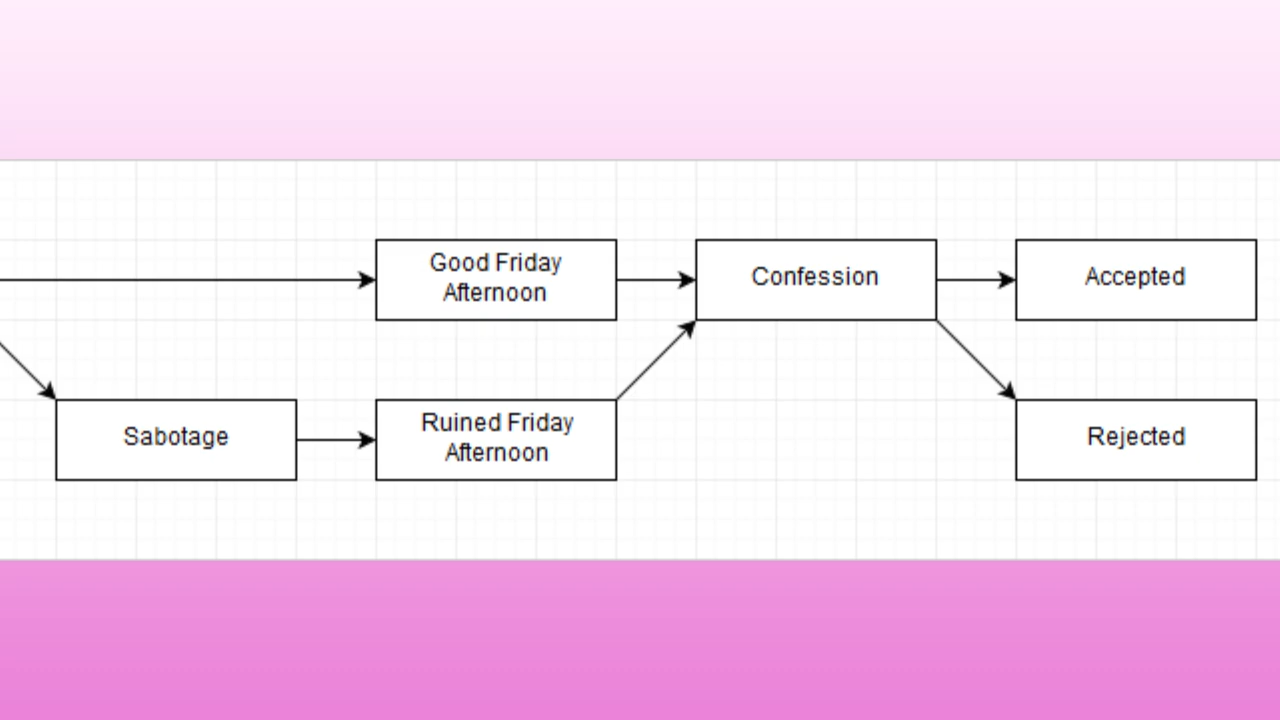 Good Friday
Afternoon
Confession
Accepted
Sabotage
Ruined Friday
Afternoon
Rejected